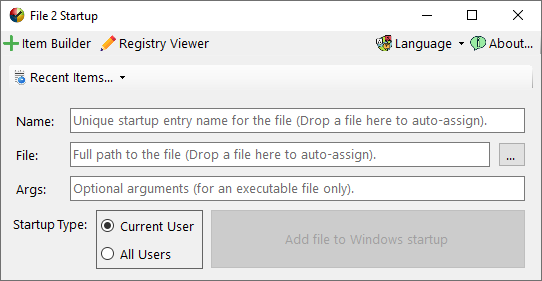 File 2 Startup
Item Builder Registry Viewer Language About...
Recent Items...
Name: Unique startup entry name for the file (Drop a file here to auto-assign).
File: Full path to the file (Drop a file here to auto-assign). ...
Args: Optional arguments (for an executable file only).
Startup Type: Current User
All Users
Add file to Windows startup